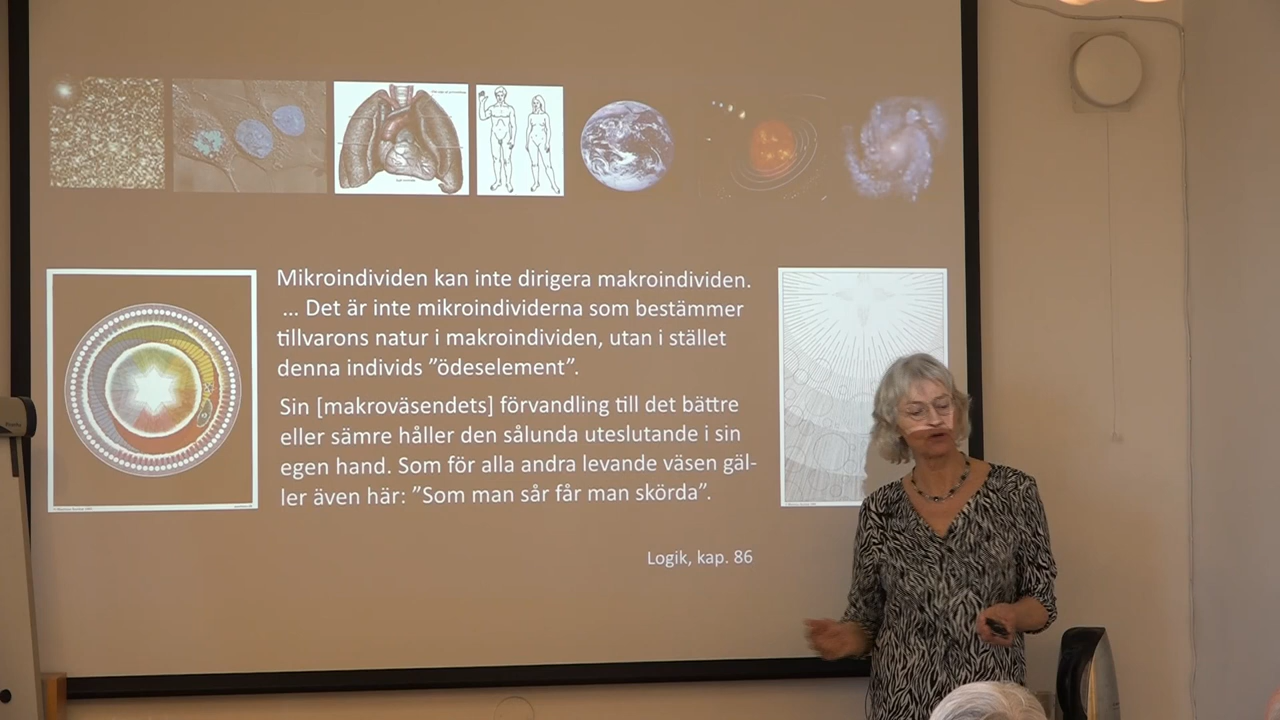 Mikroindividen kan inte dirigera makroindividen.
... Det är inte mikroindividerna som bestämmer
tillvarons natur i makroindividen, utan i stället
denna individs ”ödeselement”.
Sin [makroväsendets] förvandling till det bättre
eller sämre håller den sålunda uteslutande i sin
egen hand. Som för alla andra levande väsen gäl-
ler även här: ”Som man sår får man skörda”.
Logik, kap. 86